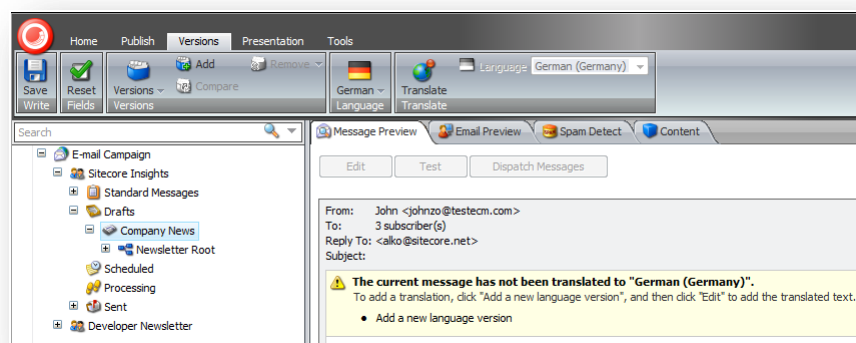 Home Publish Versions Presentation Tools
Save Reset Versions Add Remove German Translate Language German (Germany)
Compare
Write Fields Versions Language Translate
Search
Message Preview Email Preview Spam Detect Content
E-mail Campaign
Sitecore Insights
Standard Messages
Drafts
Company News
Newsletter Root
Scheduled
Processing
Sent
Developer Newsletter
Edit Test Dispatch Messages
From: John <johnzo@testecm.com>
To: 3 subscriber(s)
Reply To: <alko@sitecore.net>
Subject:
The current message has not been translated to "German (Germany)".
To add a translation, click "Add a new language version", and then click "Edit" to add the translated text.
• Add a new language version